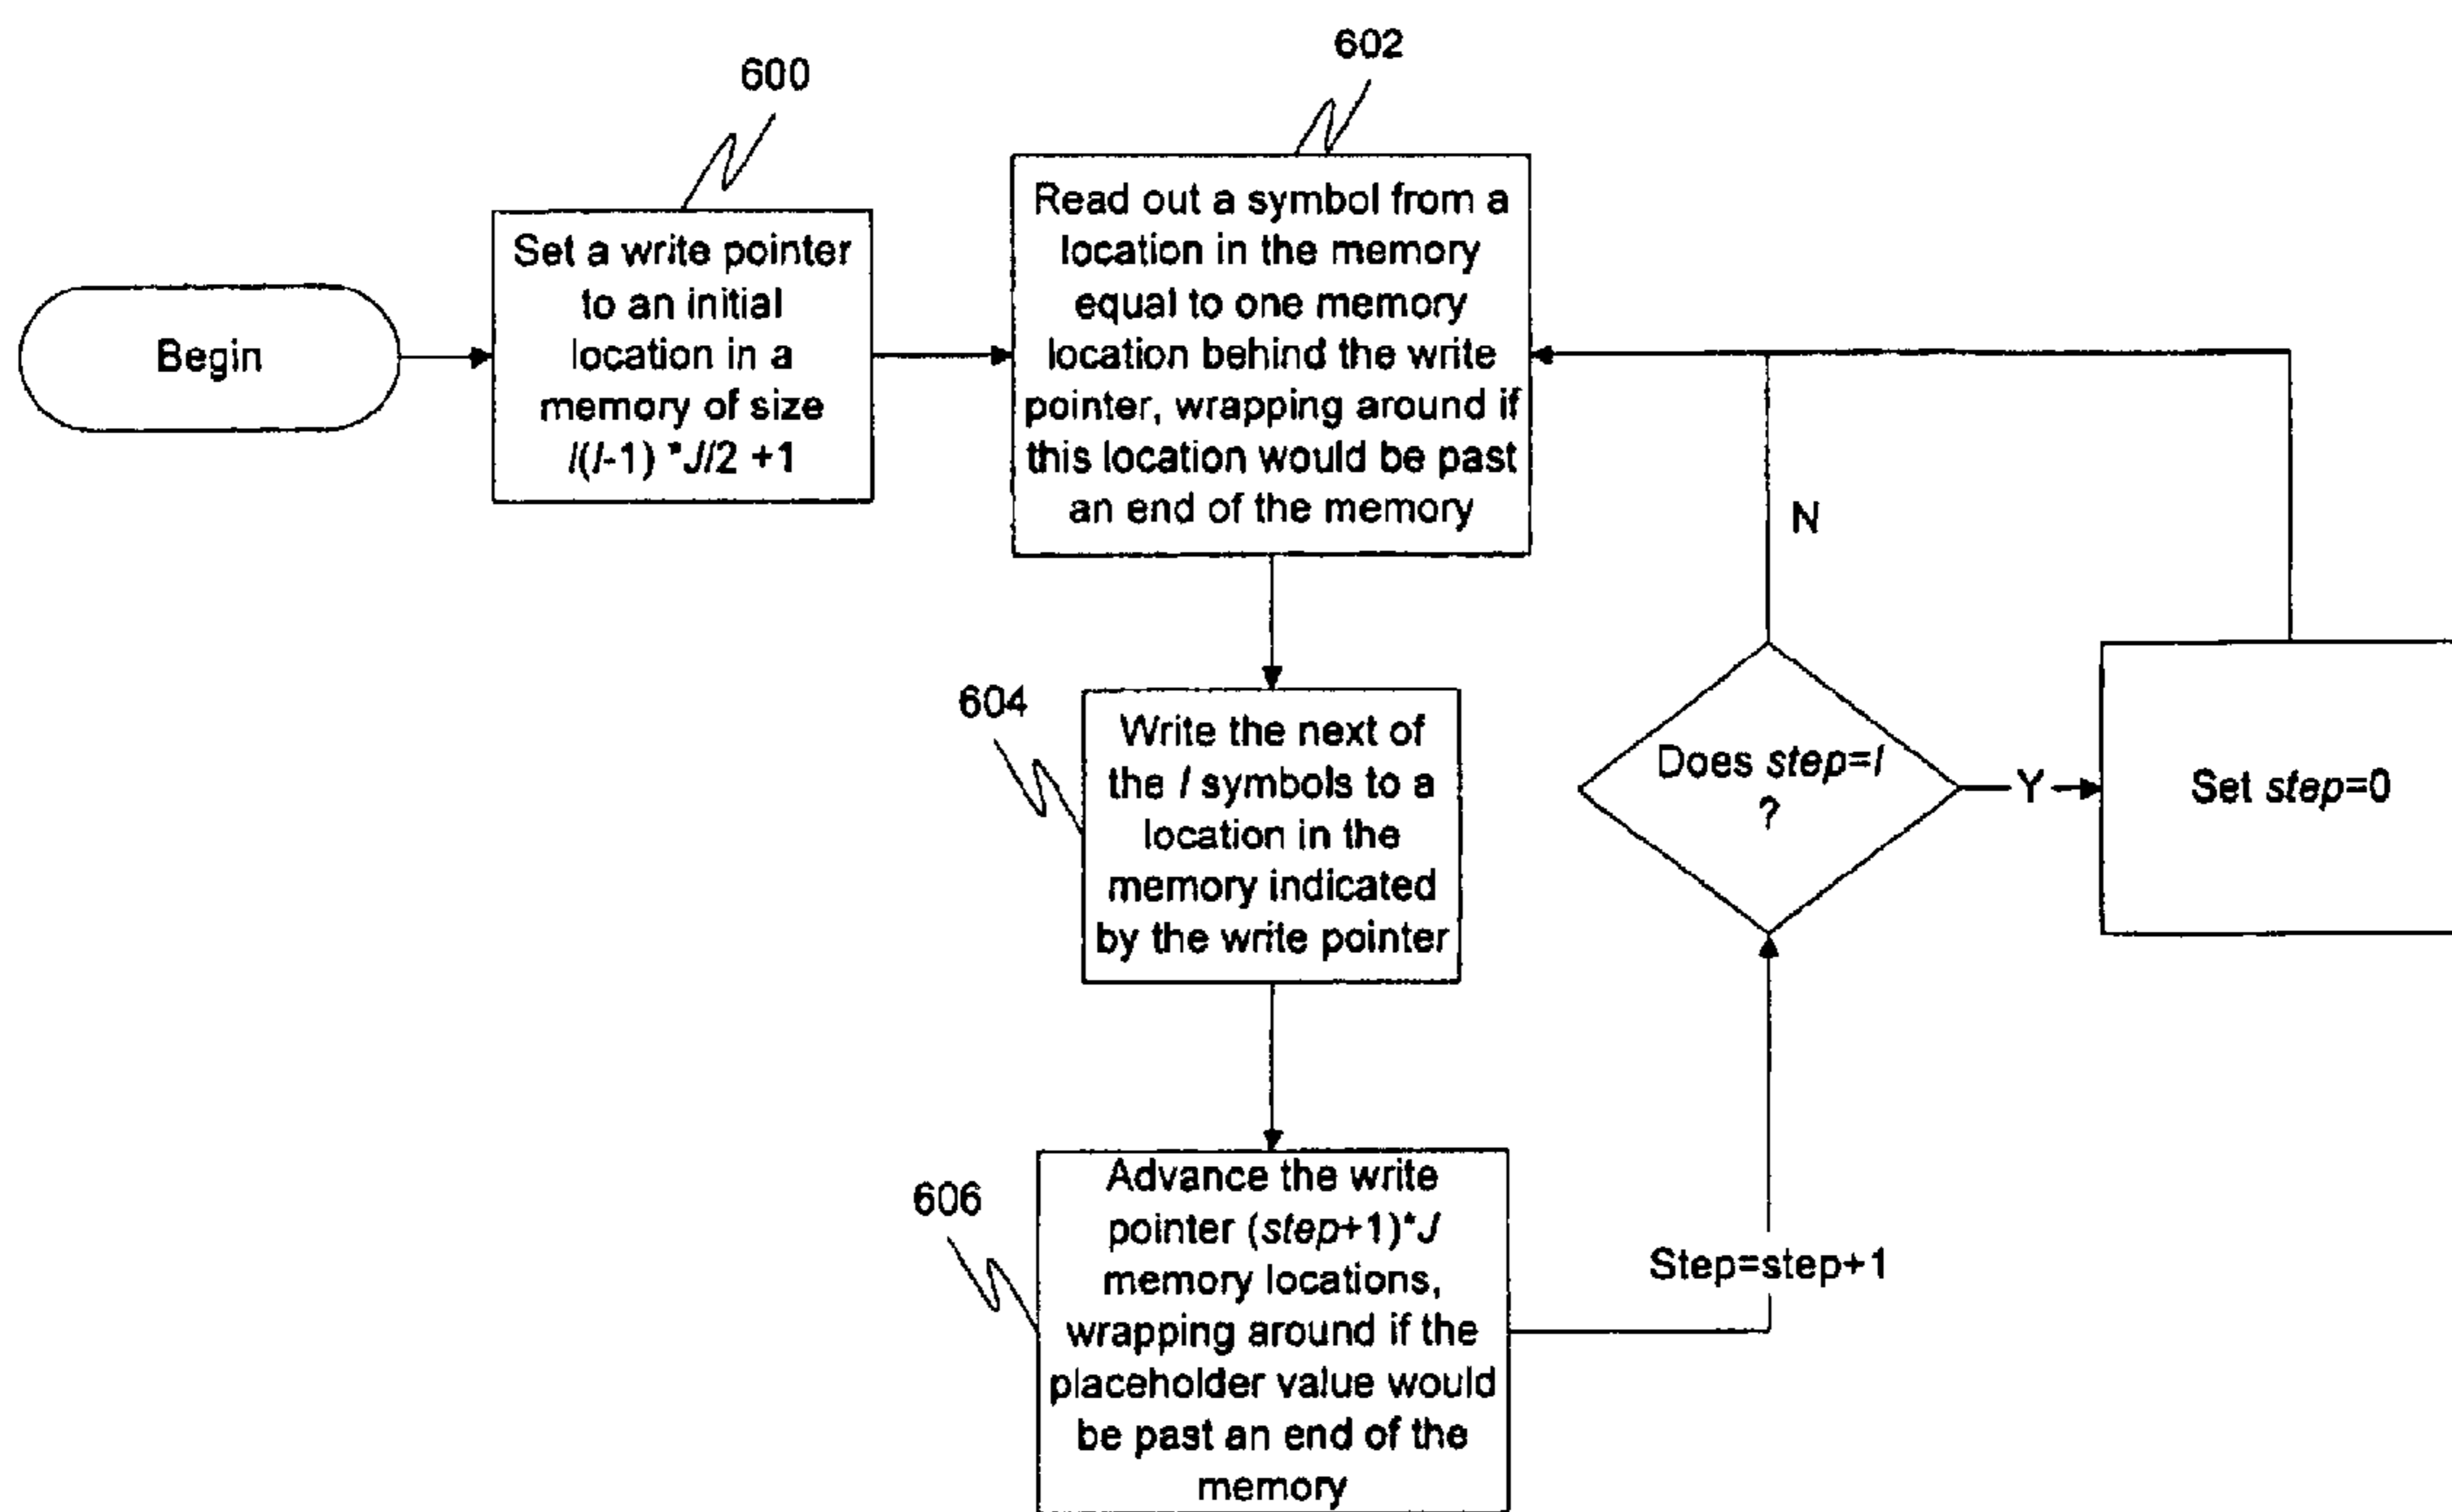 600
602
Begin
Set a write pointer
to an initial
location in a
memory of size
I(I-1) *J/2 +1
Read out a symbol from a
location in the memory
equal to one memory
location behind the write
pointer, wrapping around if
this location would be past
an end of the memory
N
604
Write the next of
the I symbols to a
location in the
memory indicated
by the write pointer
Does step=I
?
Y
Set step=0
606
Advance the write
pointer (step+1)*J
memory locations,
wrapping around if the
placeholder value would
be past an end of the
memory
Step=step+1